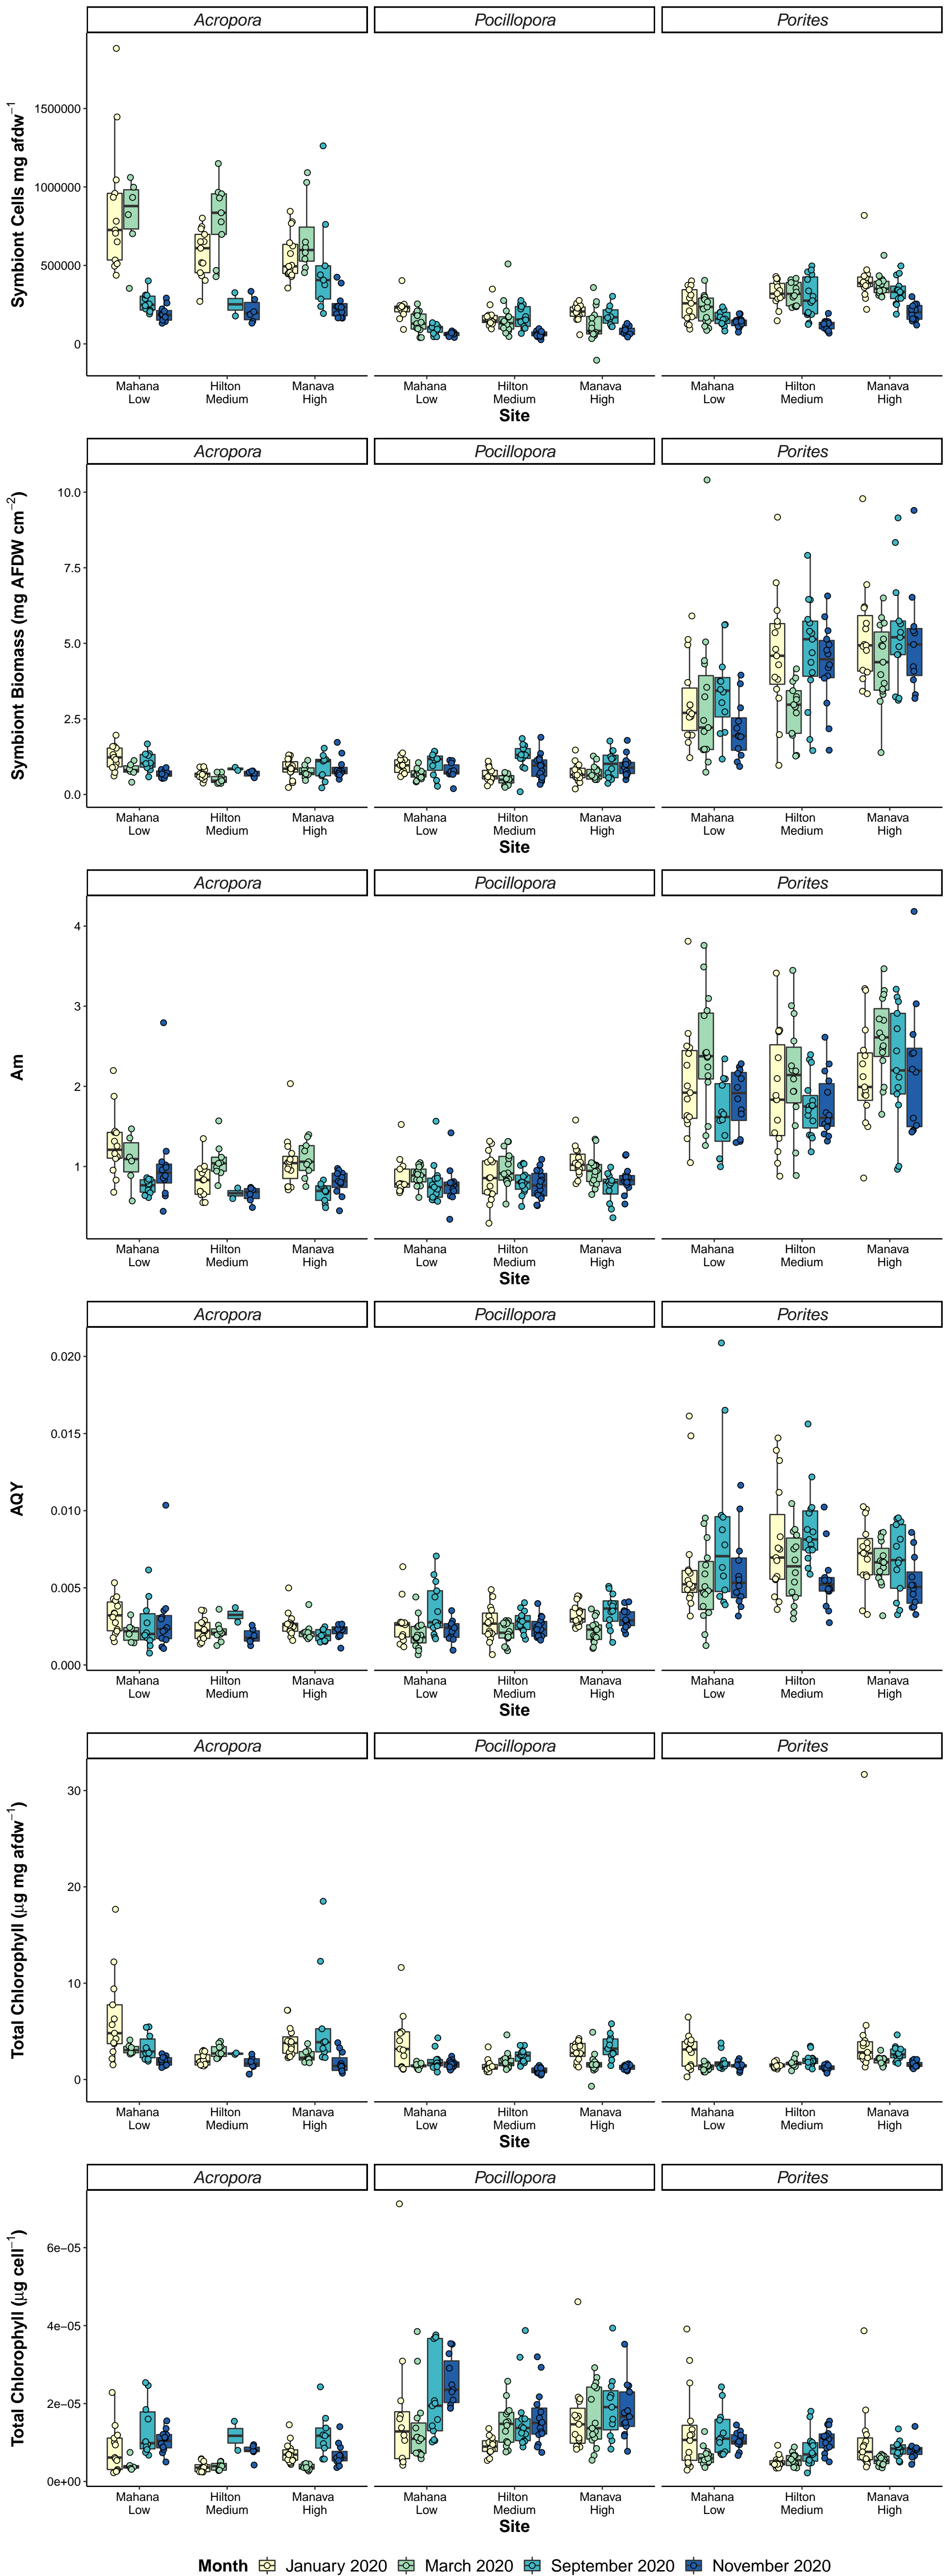 Acropora Pocillopora Porites
Symbiont Cells mg afdw⁻¹
1500000
1000000
500000
0
Mahana Hilton Manava Mahana Hilton Manava Mahana Hilton Manava
Low Medium High Low Medium High Low Medium High
Site
Acropora Pocillopora Porites
Symbiont Biomass (mg AFDW cm⁻²)
10.0
7.5
5.0
2.5
0.0
Mahana Hilton Manava Mahana Hilton Manava Mahana Hilton Manava
Low Medium High Low Medium High Low Medium High
Site
Acropora Pocillopora Porites
Am
4
3
2
1
Mahana Hilton Manava Mahana Hilton Manava Mahana Hilton Manava
Low Medium High Low Medium High Low Medium High
Site
Acropora Pocillopora Porites
AQY
0.020
0.015
0.010
0.005
0.000
Mahana Hilton Manava Mahana Hilton Manava Mahana Hilton Manava
Low Medium High Low Medium High Low Medium High
Site
Acropora Pocillopora Porites
Total Chlorophyll (μg mg afdw⁻¹)
30
20
10
0
Mahana Hilton Manava Mahana Hilton Manava Mahana Hilton Manava
Low Medium High Low Medium High Low Medium High
Site
Acropora Pocillopora Porites
Total Chlorophyll (μg cell⁻¹)
6e−05
4e−05
2e−05
0e+00
Mahana Hilton Manava Mahana Hilton Manava Mahana Hilton Manava
Low Medium High Low Medium High Low Medium High
Site
Month January 2020 March 2020 September 2020 November 2020